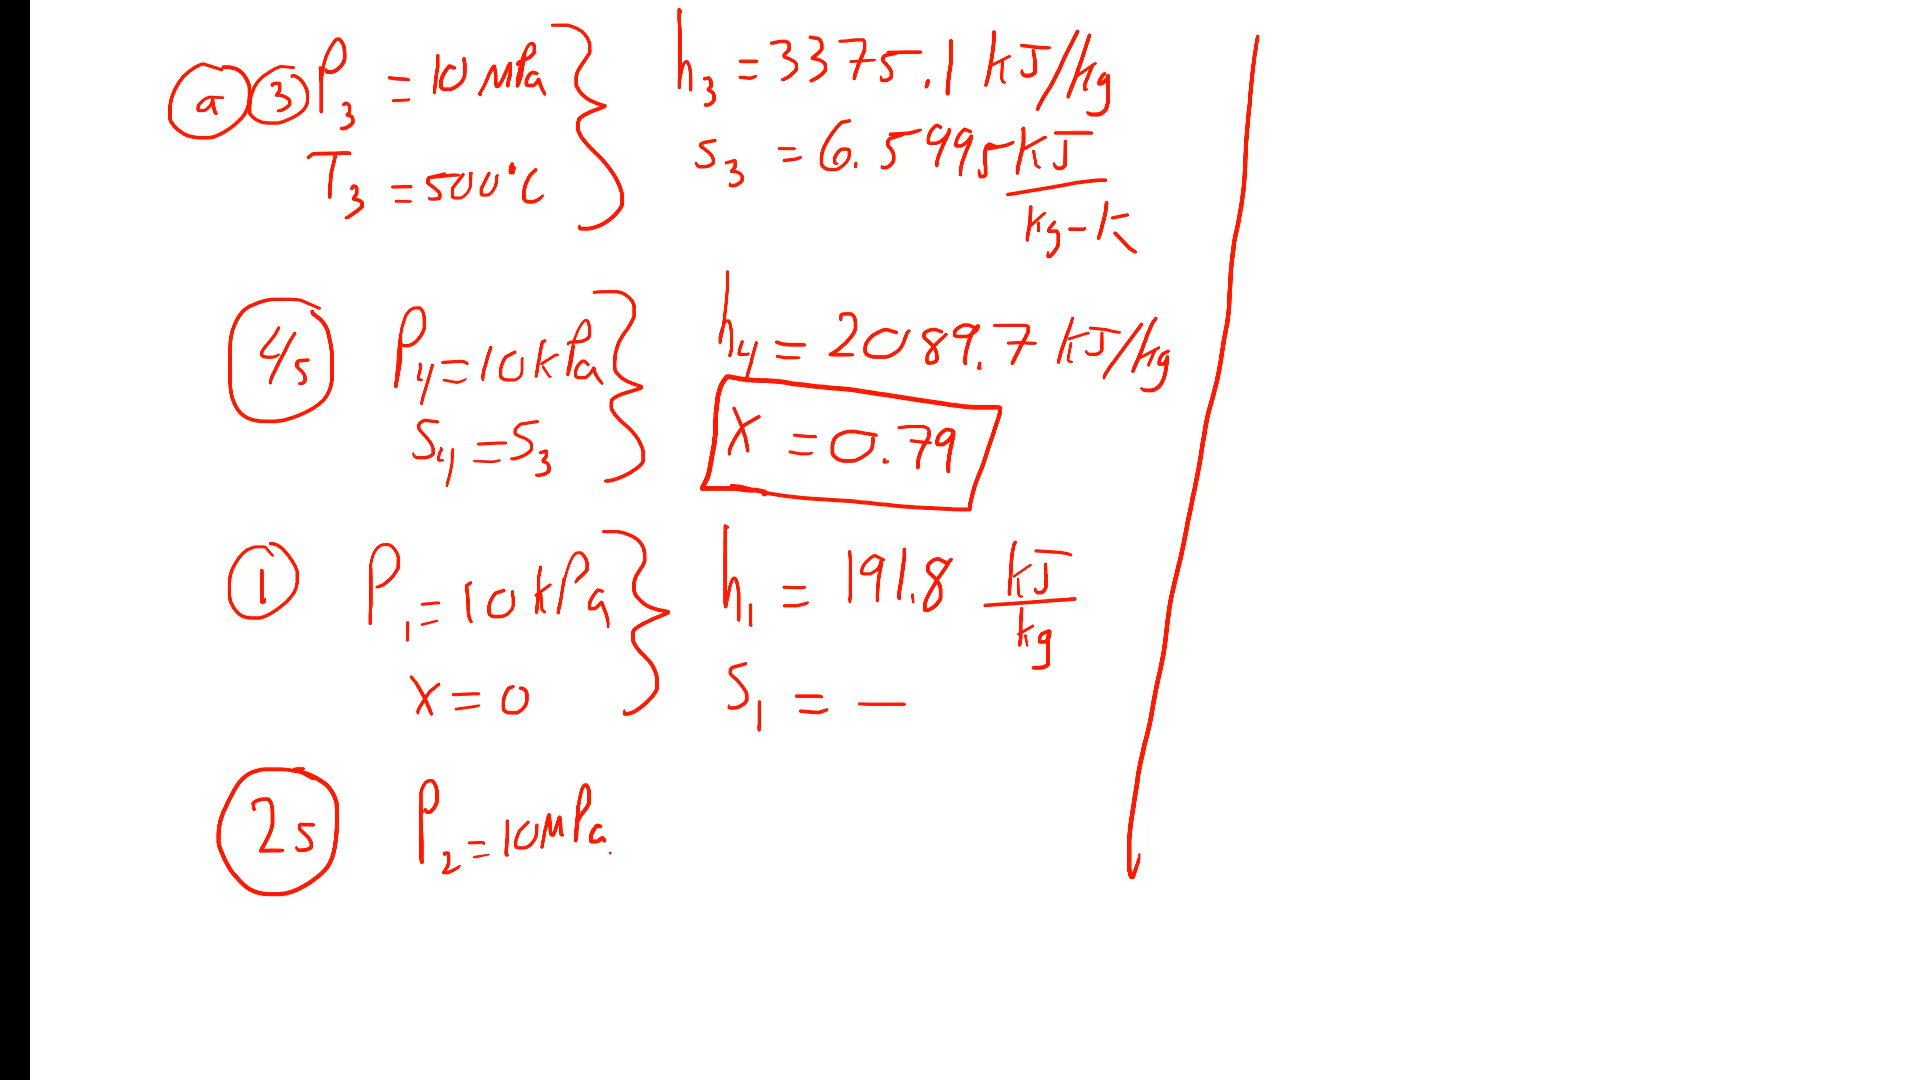 a 3 P3 = 10 MPa h3 = 3375.1 kJ/kg
T3 = 500°C s3 = 6.5995 kJ/kg-K
4s P4 = 10 kPa h4 = 2089.7 kJ/kg
S4 = S3 x = 0.79
1 P1 = 10 kPa h1 = 191.8 kJ/kg
x = 0 S1 = —
2s P2 = 10 MPa